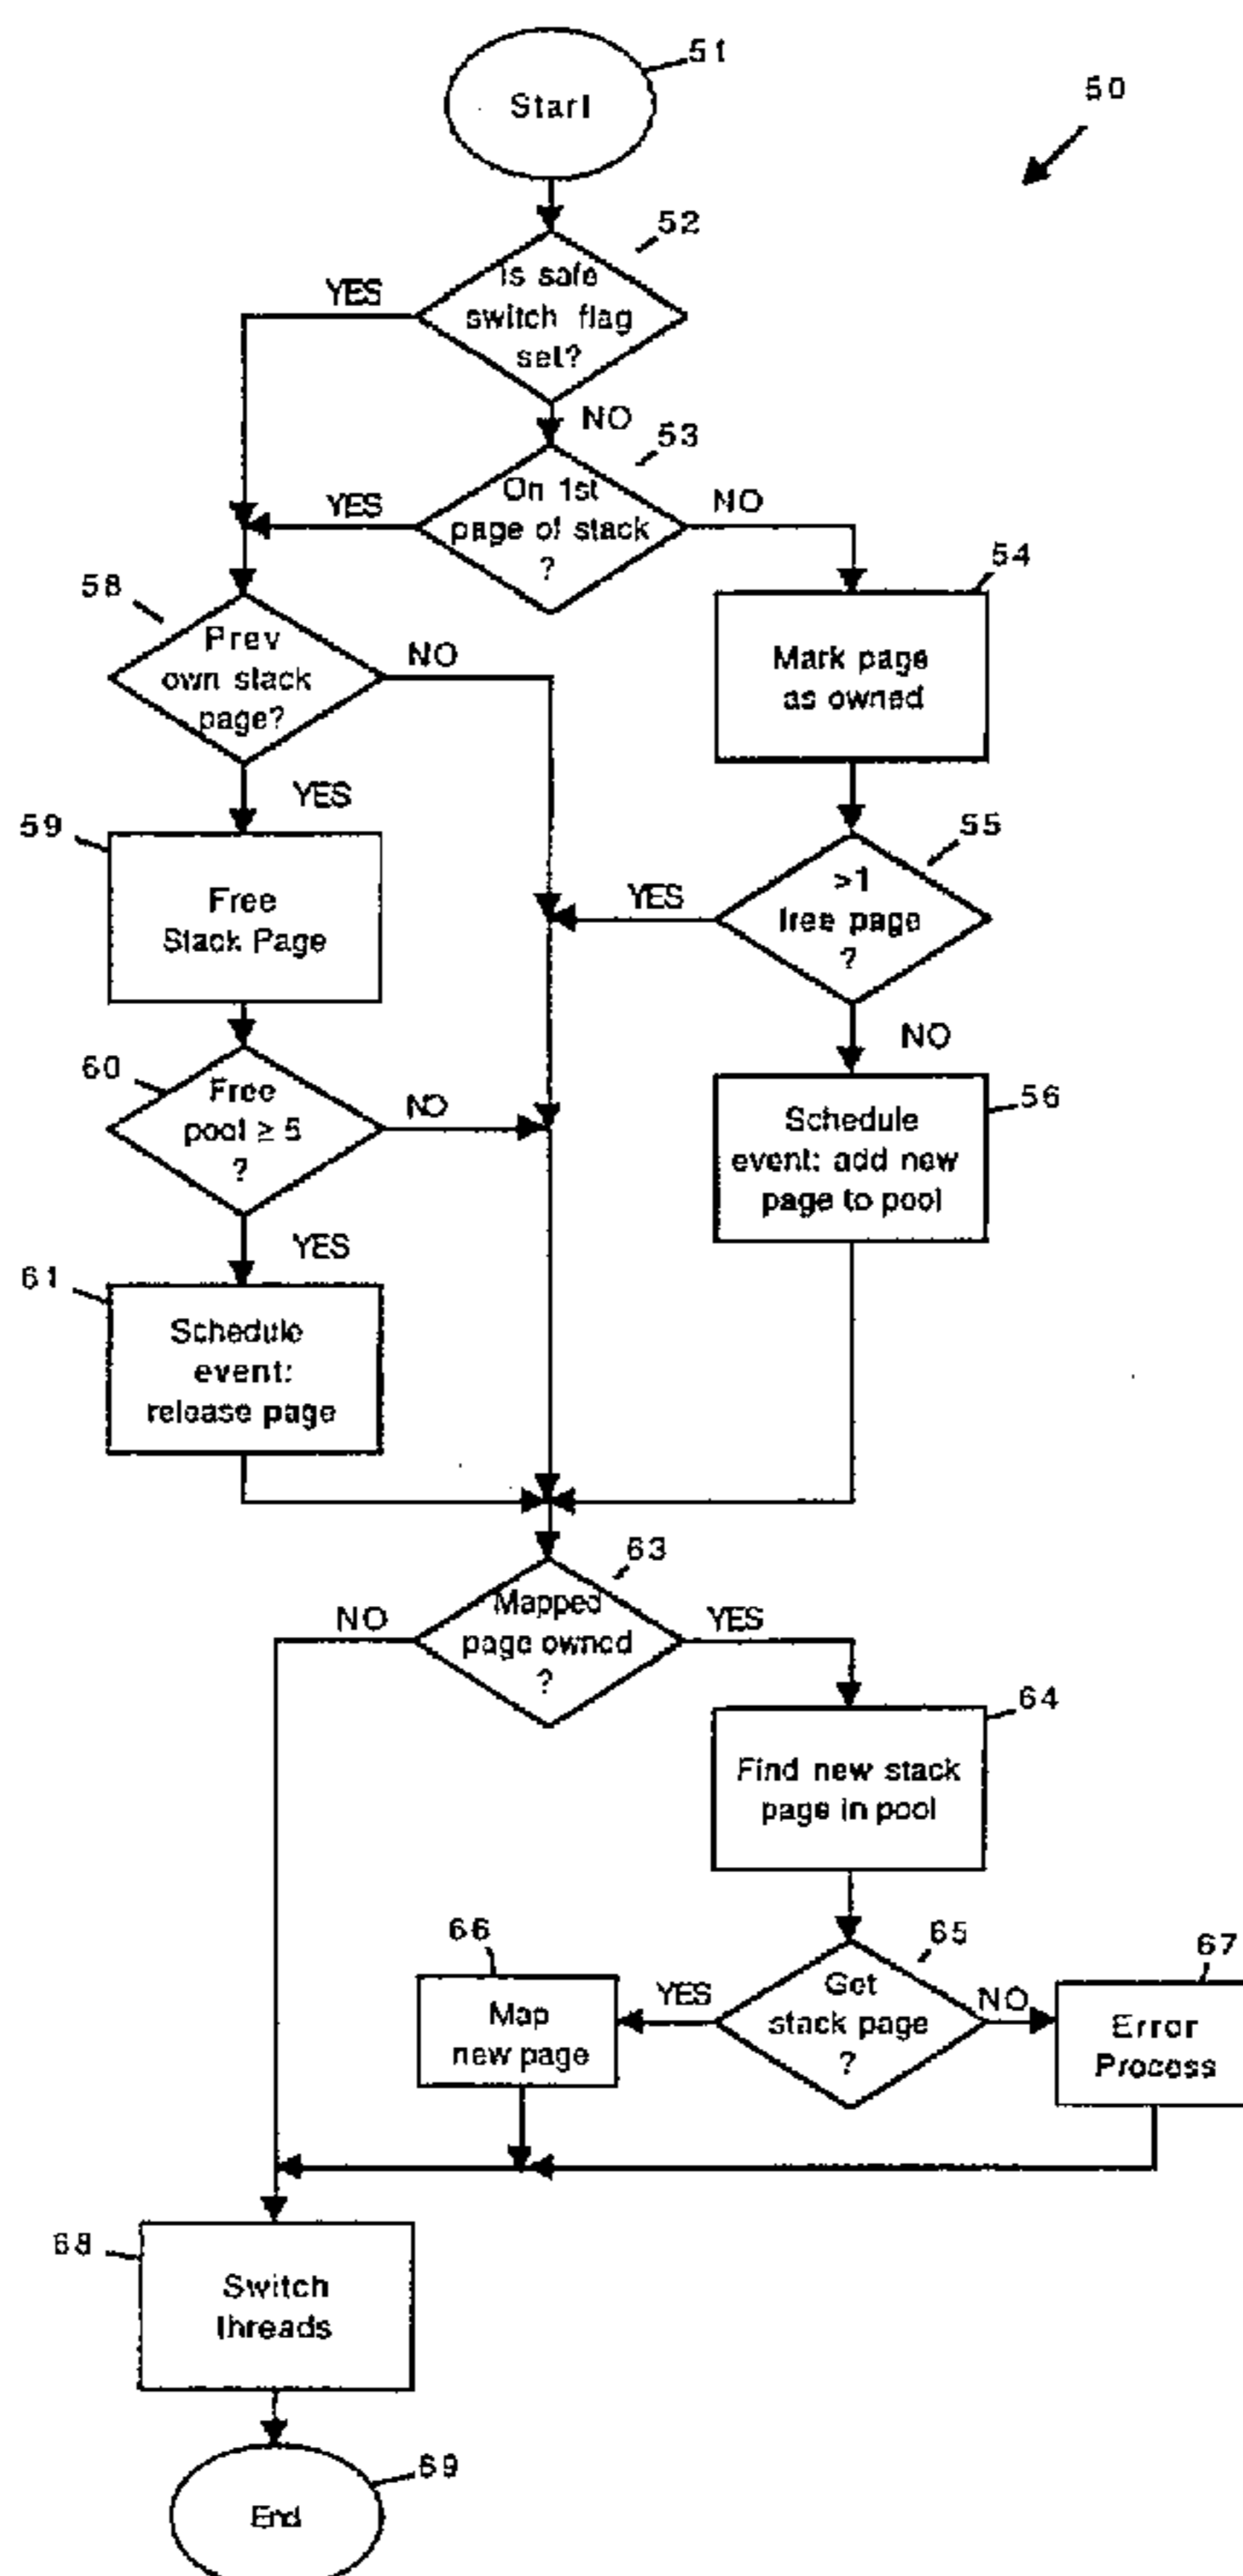 51
Start
50
52
Is safe
switch flag
set?
YES
NO
53
On 1st
page of stack
?
YES
NO
54
Mark page
as owned
58
Prev
own stack
page?
NO
YES
55
>1
free page
?
YES
NO
59
Free
Stack Page
60
Free
pool ≥ 5
?
NO
YES
56
Schedule
event: add new
page to pool
61
Schedule
event:
release page
63
Mapped
page owned
?
NO
YES
64
Find new stack
page in pool
65
Get
stack page
?
YES
NO
66
Map
new page
67
Error
Process
68
Switch
threads
69
End